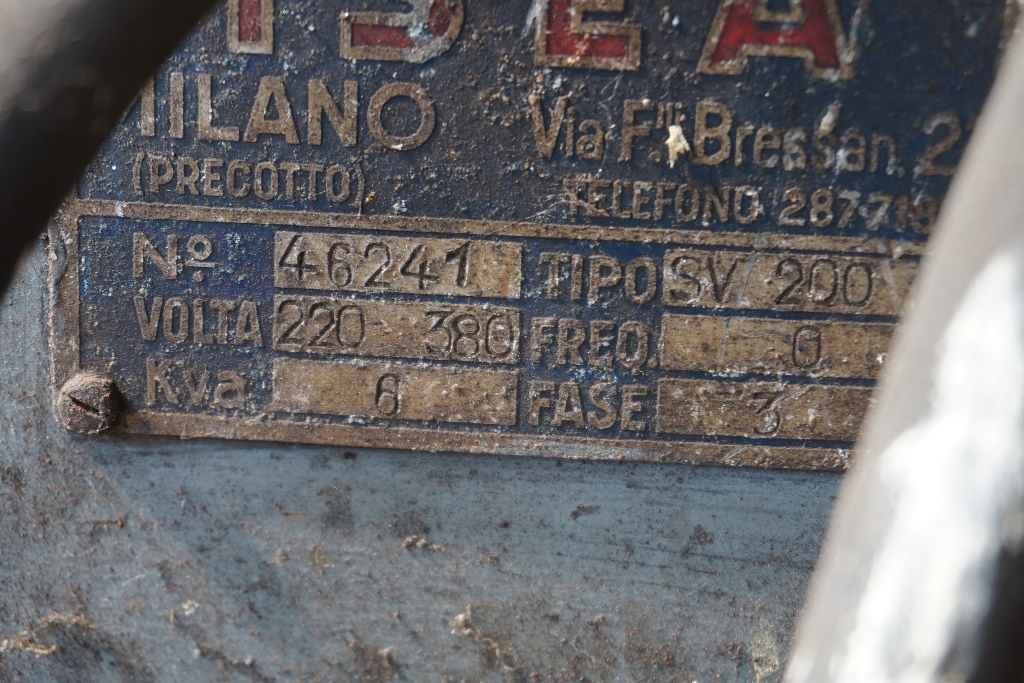 MILANO Via F.lli Bressan, 2
(PRECOTTO) TELEFONO 287718
Nº 46241 TIPO SV 200
VOLTA 220 380 FREQ. 0
Kva 6 FASE 3